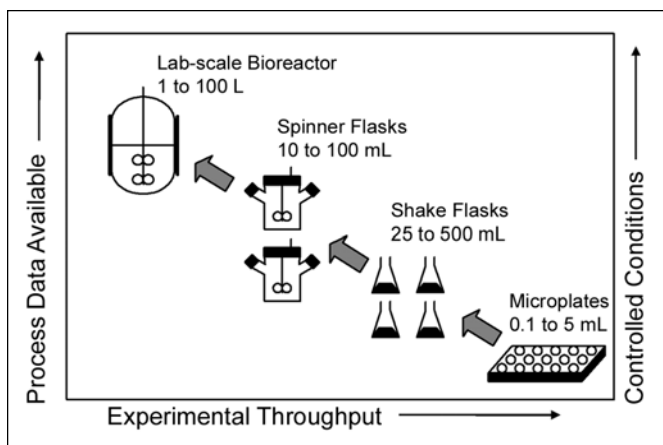 Lab-scale Bioreactor
1 to 100 L
Spinner Flasks
10 to 100 mL
Shake Flasks
25 to 500 mL
Microplates
0.1 to 5 mL
Process Data Available
Controlled Conditions
Experimental Throughput